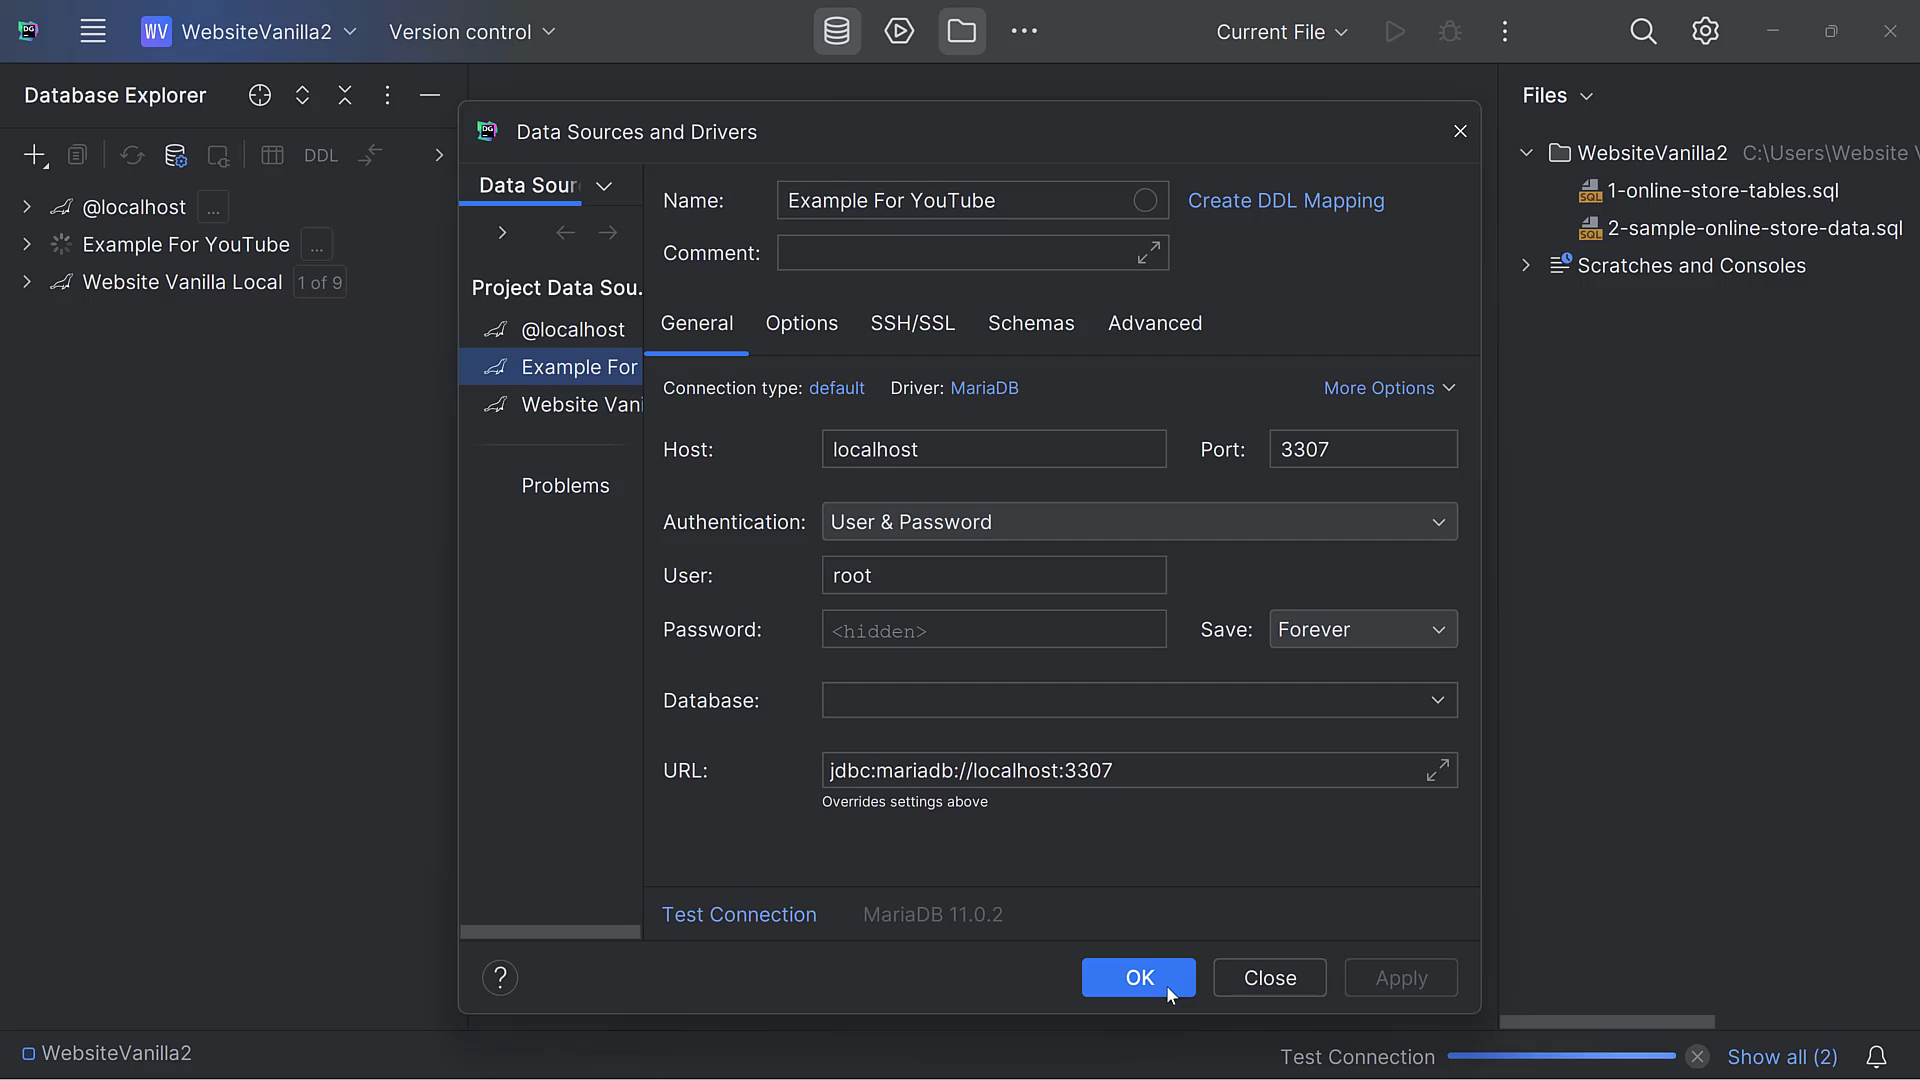 DG
WV WebsiteVanilla2
Version control
Current File
Database Explorer
DDL
@localhost ...
Example For YouTube ...
Website Vanilla Local 1 of 9
DG Data Sources and Drivers
Data Sour
Project Data Sou.
@localhost
Example For
Website Vani
Problems
Name: Example For YouTube Create DDL Mapping
Comment:
General Options SSH/SSL Schemas Advanced
Connection type: default Driver: MariaDB More Options
Host: localhost Port: 3307
Authentication: User & Password
User: root
Password: <hidden> Save: Forever
Database:
URL: jdbc:mariadb://localhost:3307
Overrides settings above
Test Connection MariaDB 11.0.2
? OK Close Apply
Files
WebsiteVanilla2 C:\Users\Website
SQL 1-online-store-tables.sql
SQL 2-sample-online-store-data.sql
Scratches and Consoles
WebsiteVanilla2
Test Connection Show all (2)